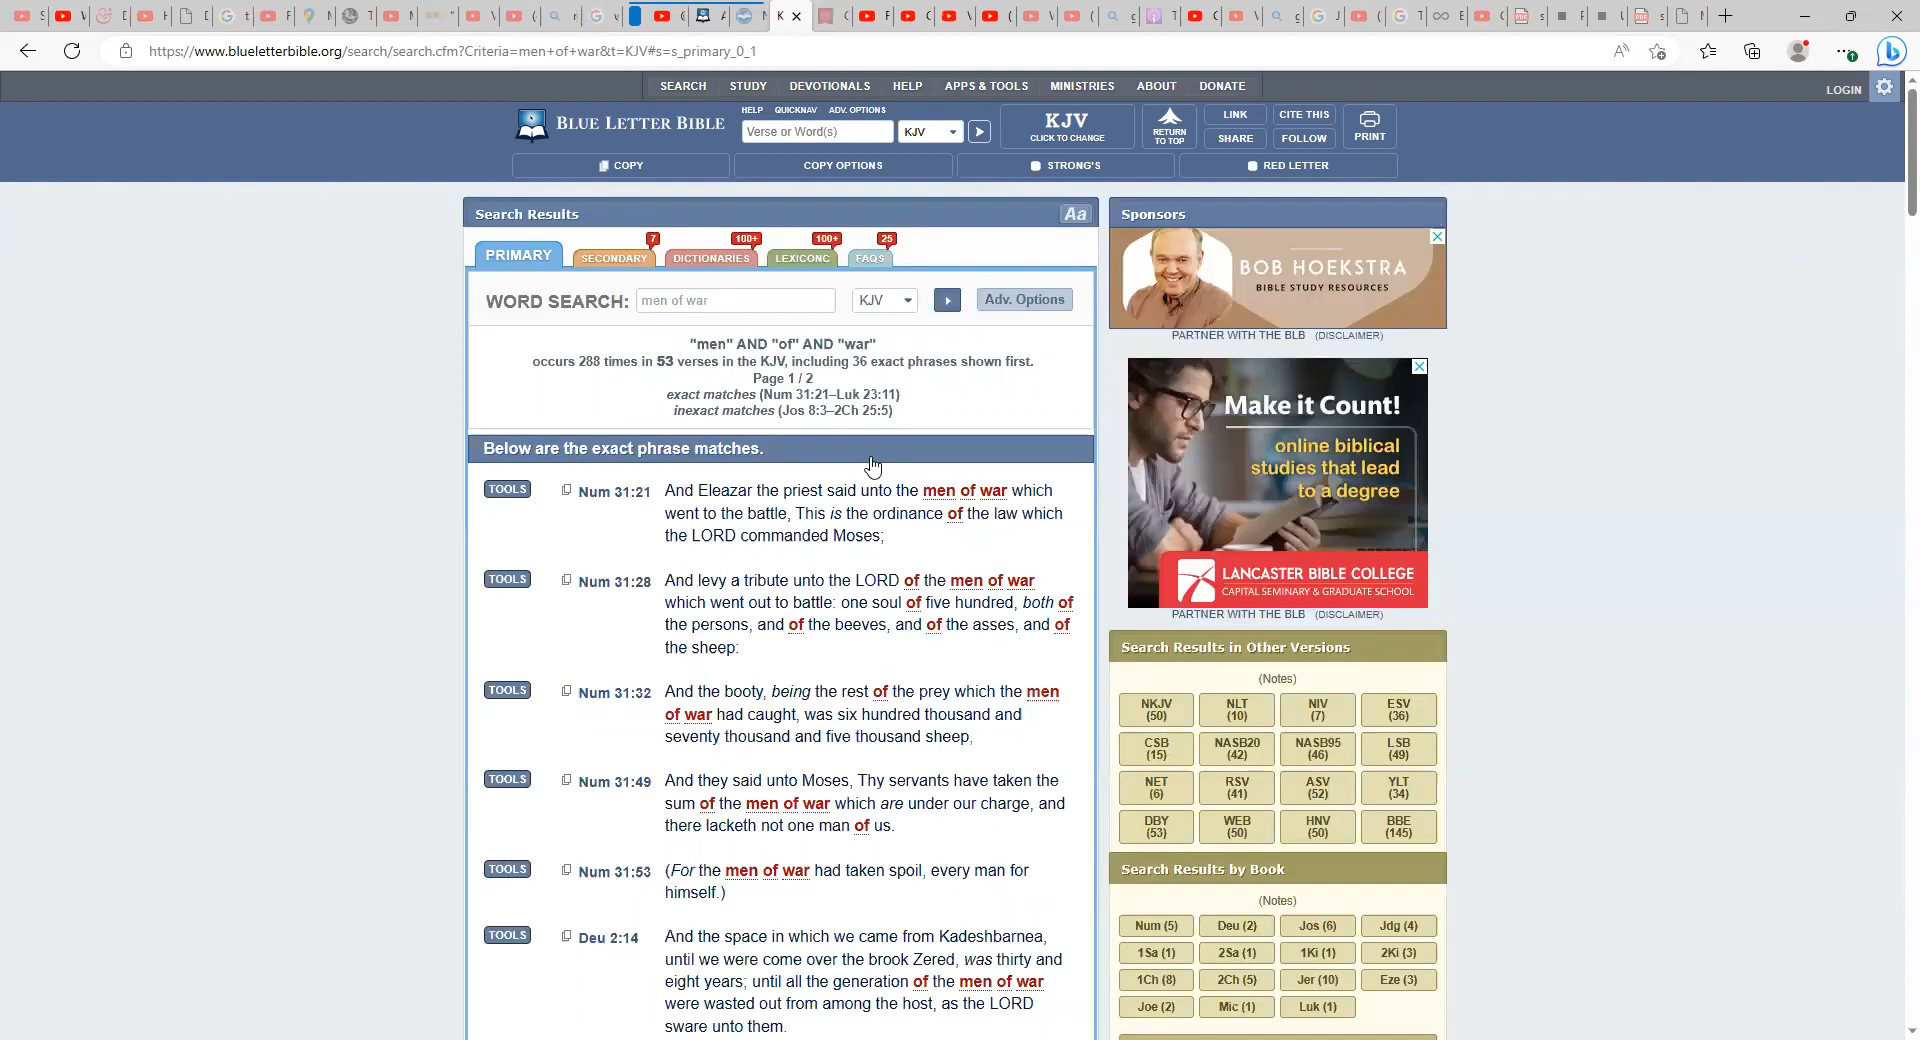 https://www.blueletterbible.org/search/search.cfm?Criteria=men+of+war&t=KJV#s=s_primary_0_1
SEARCH STUDY DEVOTIONALS HELP APPS & TOOLS MINISTRIES ABOUT DONATE
LOGIN
BLUE LETTER BIBLE
HELP QUICKNAV ADV. OPTIONS
Verse or Word(s) KJV
KJV
CLICK TO CHANGE
RETURN
TO TOP
LINK CITE THIS
SHARE FOLLOW
PRINT
COPY COPY OPTIONS STRONG'S RED LETTER
Search Results Aa
PRIMARY
SECONDARY 7
DICTIONARIES 100+
LEXICONC 100+
FAQS 25
WORD SEARCH: men of war KJV Adv. Options
"men" AND "of" AND "war"
occurs 288 times in 53 verses in the KJV, including 36 exact phrases shown first.
Page 1 / 2
exact matches (Num 31:21–Luk 23:11)
inexact matches (Jos 8:3–2Ch 25:5)
Below are the exact phrase matches.
TOOLS Num 31:21 And Eleazar the priest said unto the men of war which
went to the battle, This is the ordinance of the law which
the LORD commanded Moses;
TOOLS Num 31:28 And levy a tribute unto the LORD of the men of war
which went out to battle: one soul of five hundred, both of
the persons, and of the beeves, and of the asses, and of
the sheep:
TOOLS Num 31:32 And the booty, being the rest of the prey which the men
of war had caught, was six hundred thousand and
seventy thousand and five thousand sheep,
TOOLS Num 31:49 And they said unto Moses, Thy servants have taken the
sum of the men of war which are under our charge, and
there lacketh not one man of us.
TOOLS Num 31:53 (For the men of war had taken spoil, every man for
himself.)
TOOLS Deu 2:14 And the space in which we came from Kadeshbarnea,
until we were come over the brook Zered, was thirty and
eight years; until all the generation of the men of war
were wasted out from among the host, as the LORD
sware unto them.
Sponsors
BOB HOEKSTRA
BIBLE STUDY RESOURCES
PARTNER WITH THE BLB (DISCLAIMER)
Make it Count!
online biblical
studies that lead
to a degree
LANCASTER BIBLE COLLEGE
CAPITAL SEMINARY & GRADUATE SCHOOL
PARTNER WITH THE BLB (DISCLAIMER)
Search Results in Other Versions
(Notes)
NKJV NLT NIV ESV
(50) (10) (7) (36)
CSB NASB20 NASB95 LSB
(15) (42) (46) (49)
NET RSV ASV YLT
(6) (41) (52) (34)
DBY WEB HNV BBE
(53) (50) (50) (145)
Search Results by Book
(Notes)
Num (5) Deu (2) Jos (6) Jdg (4)
1Sa (1) 2Sa (1) 1Ki (1) 2Ki (3)
1Ch (8) 2Ch (5) Jer (10) Eze (3)
Joe (2) Mic (1) Luk (1)